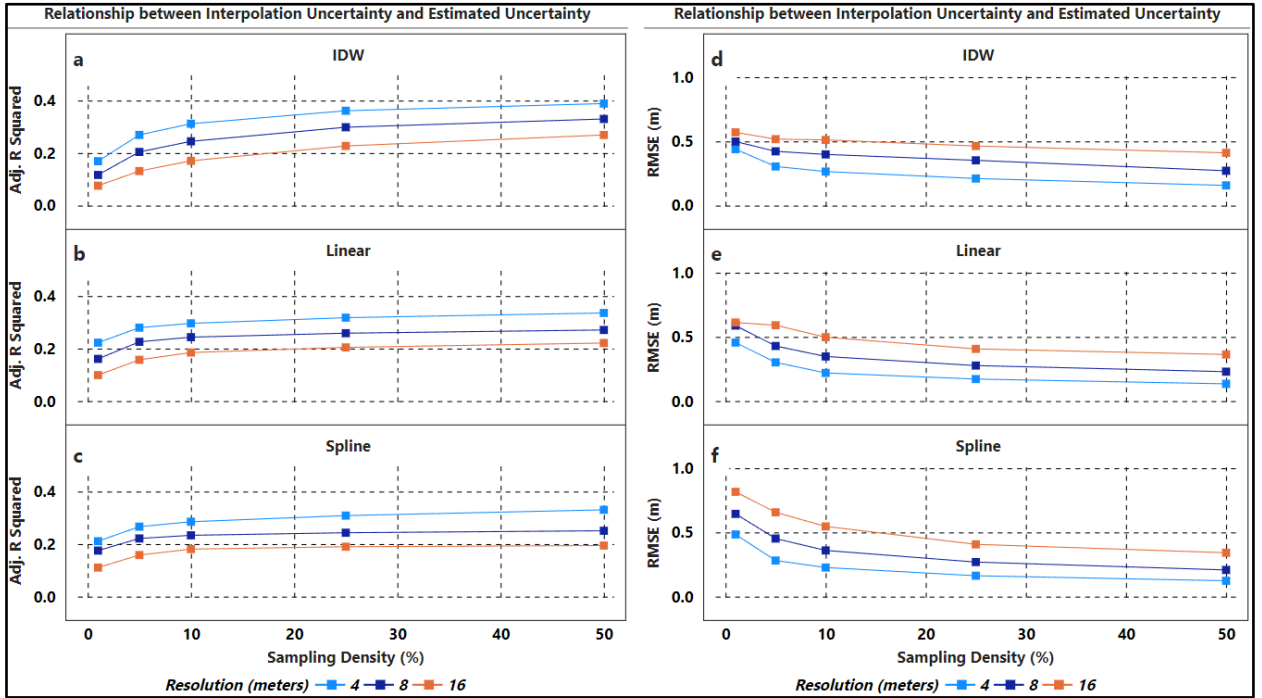 Relationship between Interpolation Uncertainty and Estimated Uncertainty
a
IDW
Adj. R Squared
0.4
0.2
0.0
b
Linear
Adj. R Squared
0.4
0.2
0.0
c
Spline
Adj. R Squared
0.4
0.2
0.0
0 10 20 30 40 50
Sampling Density (%)
Relationship between Interpolation Uncertainty and Estimated Uncertainty
d
IDW
RMSE (m)
1.0
0.5
0.0
e
Linear
RMSE (m)
1.0
0.5
0.0
f
Spline
RMSE (m)
1.0
0.5
0.0
0 10 20 30 40 50
Sampling Density (%)
Resolution (meters) 4 8 16
Resolution (meters) 4 8 16